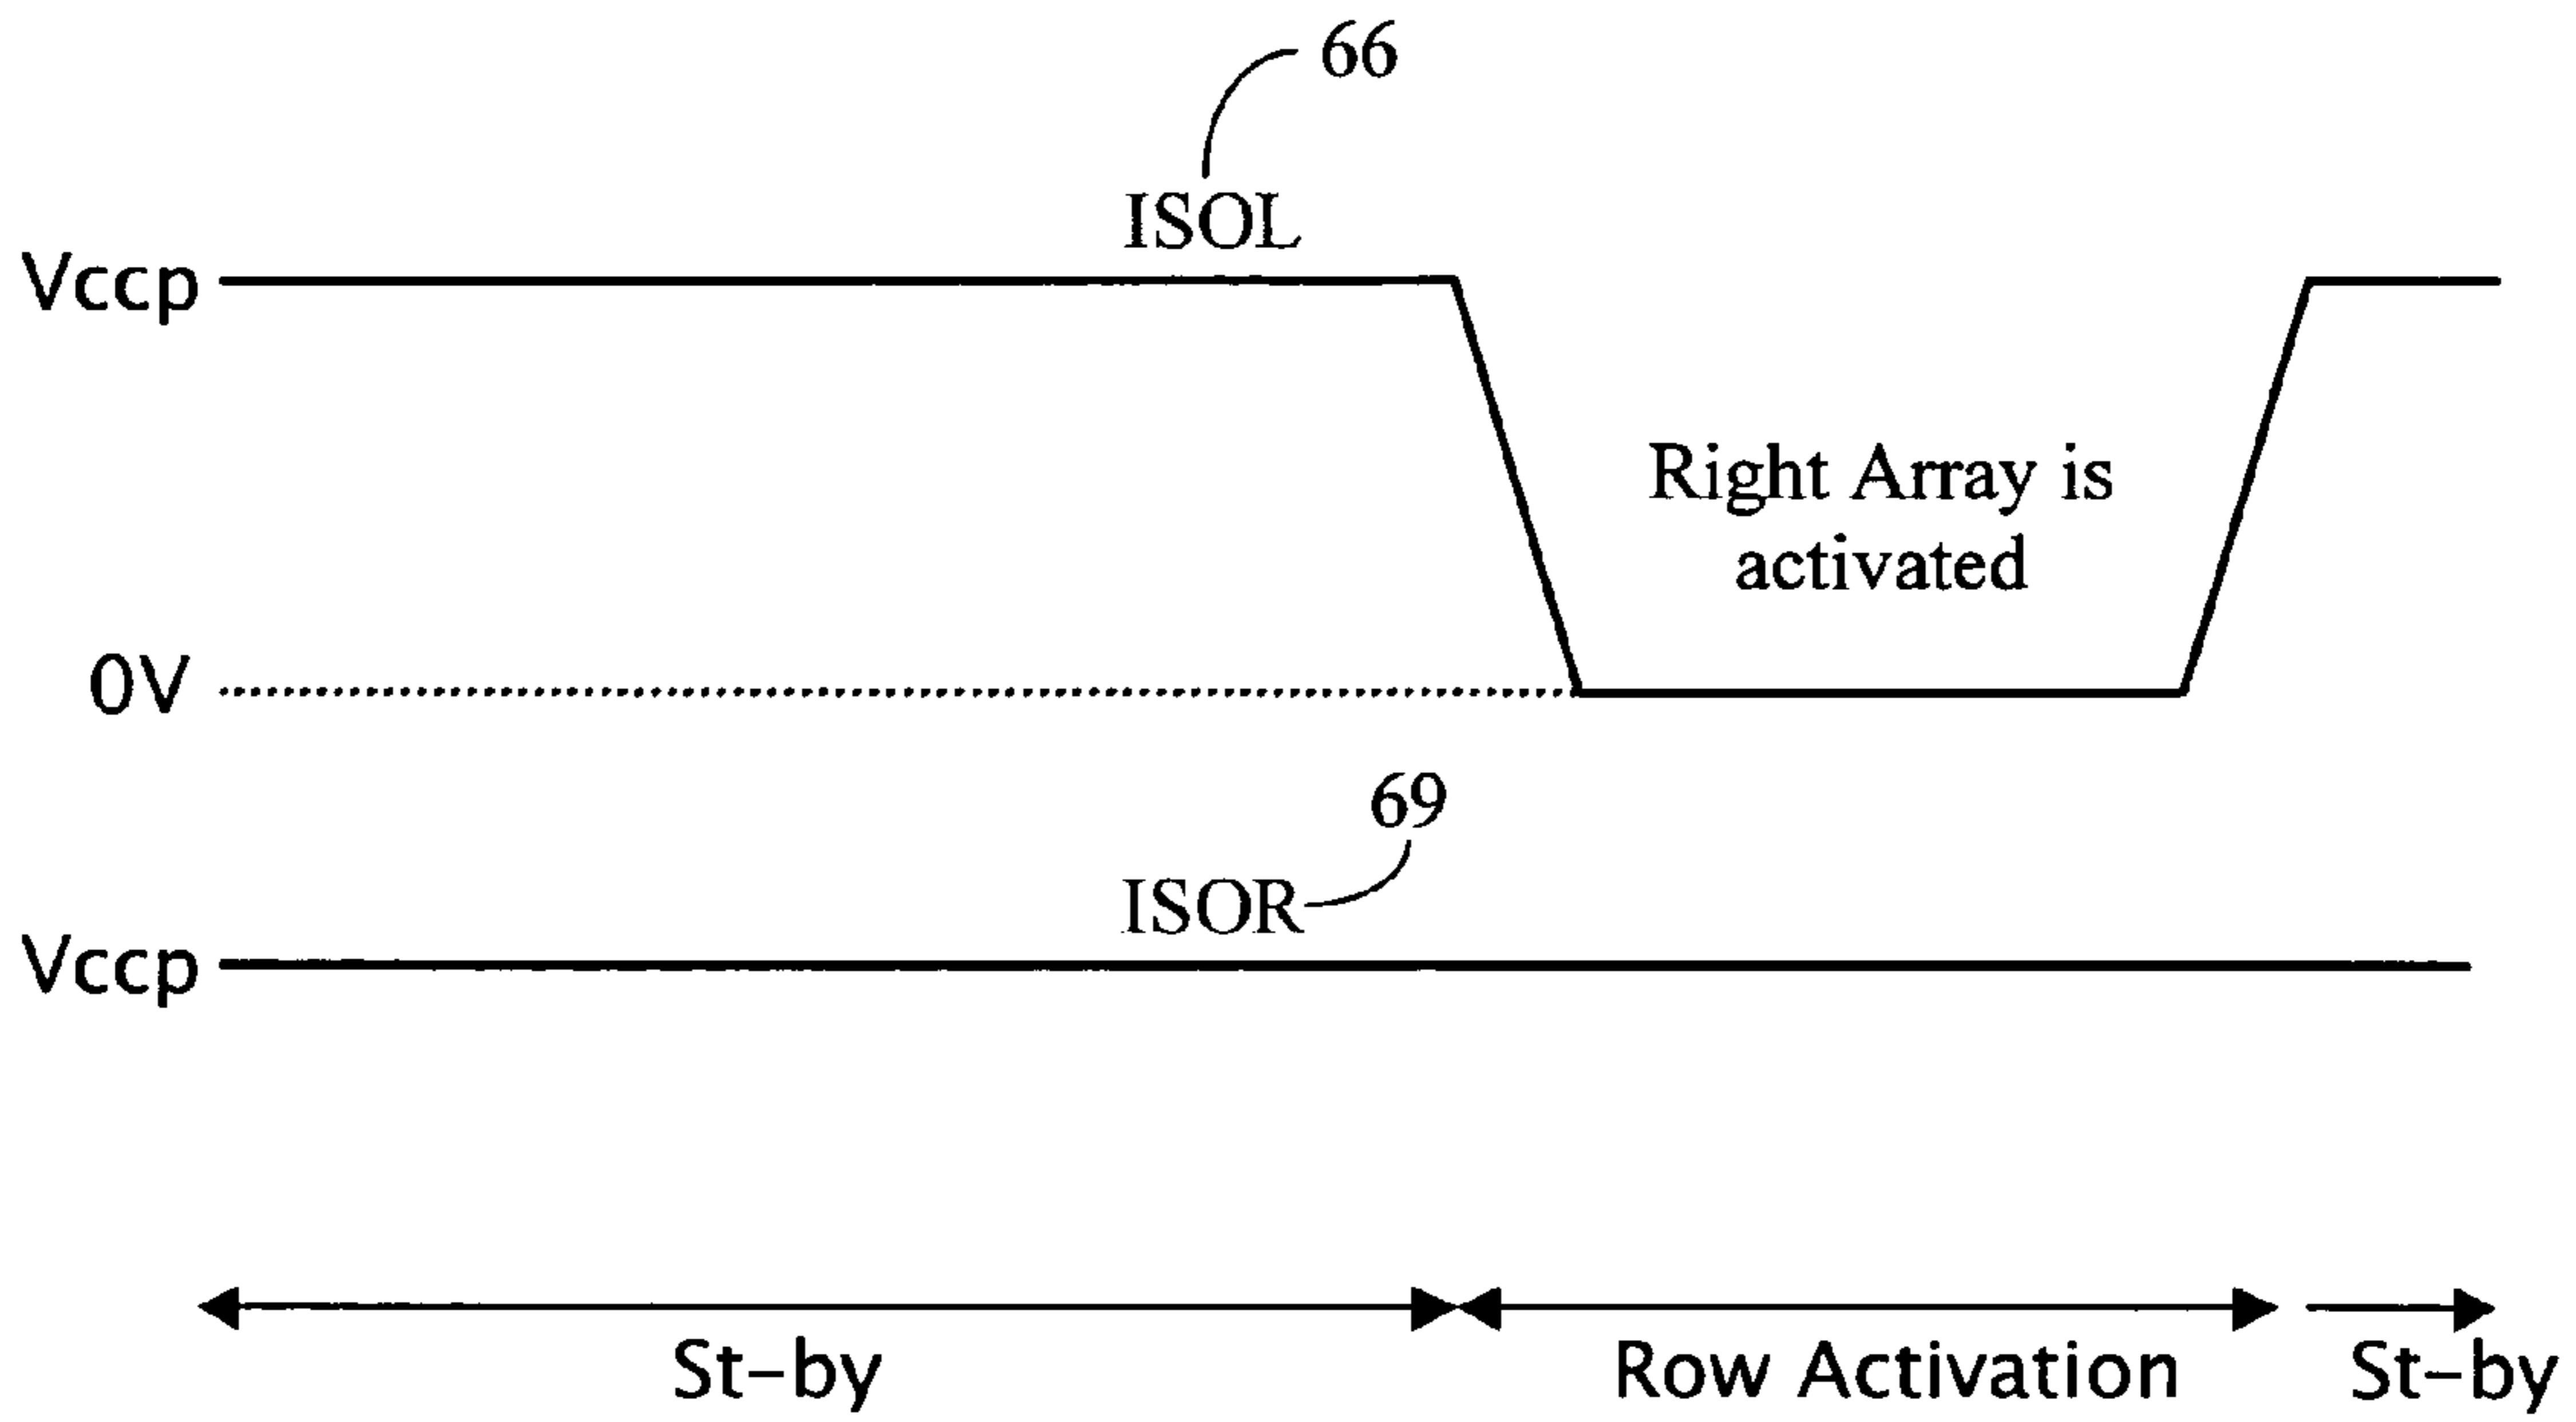 66
ISOL
Vccp
Right Array is
activated
0V
69
ISOR
Vccp
St-by
Row Activation
St-by